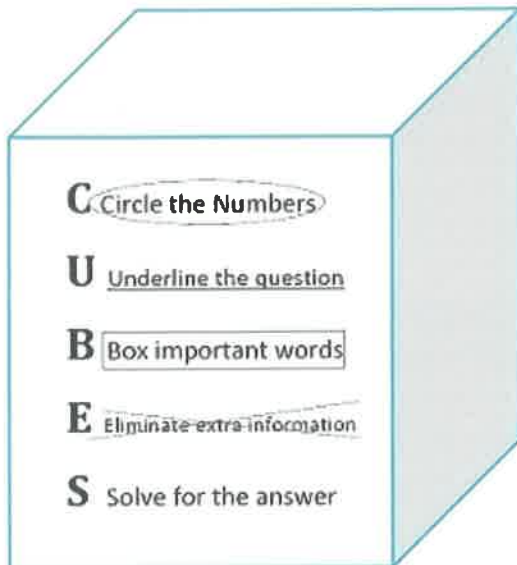 C Circle the Numbers
U Underline the question
B Box important words
E Eliminate extra information
S Solve for the answer